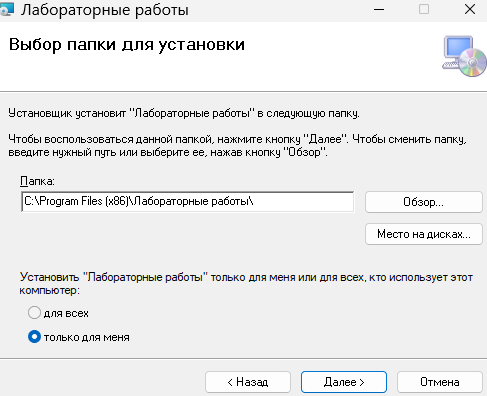 Лабораторные работы
Выбор папки для установки
Установщик установит "Лабораторные работы" в следующую папку.
Чтобы воспользоваться данной папкой, нажмите кнопку "Далее". Чтобы сменить папку,
введите нужный путь или выберите ее, нажав кнопку "Обзор".
Папка:
C:\Program Files (x86)\Лабораторные работы\
Обзор...
Место на дисках...
Установить "Лабораторные работы" только для меня или для всех, кто использует этот
компьютер:
для всех
только для меня
< Назад
Далее >
Отмена